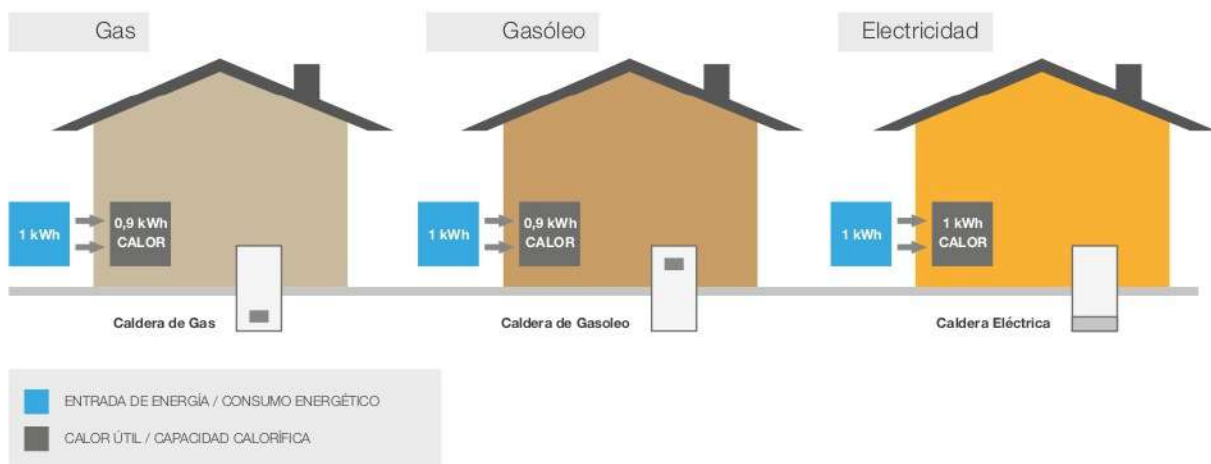 Gas
Gasóleo
Electricidad
1 kWh
0,9 kWh
CALOR
1 kWh
0,9 kWh
CALOR
1 kWh
1 kWh
CALOR
Caldera de Gas
Caldera de Gasoleo
Caldera Eléctrica
ENTRADA DE ENERGÍA / CONSUMO ENERGÉTICO
CALOR ÚTIL / CAPACIDAD CALORÍFICA